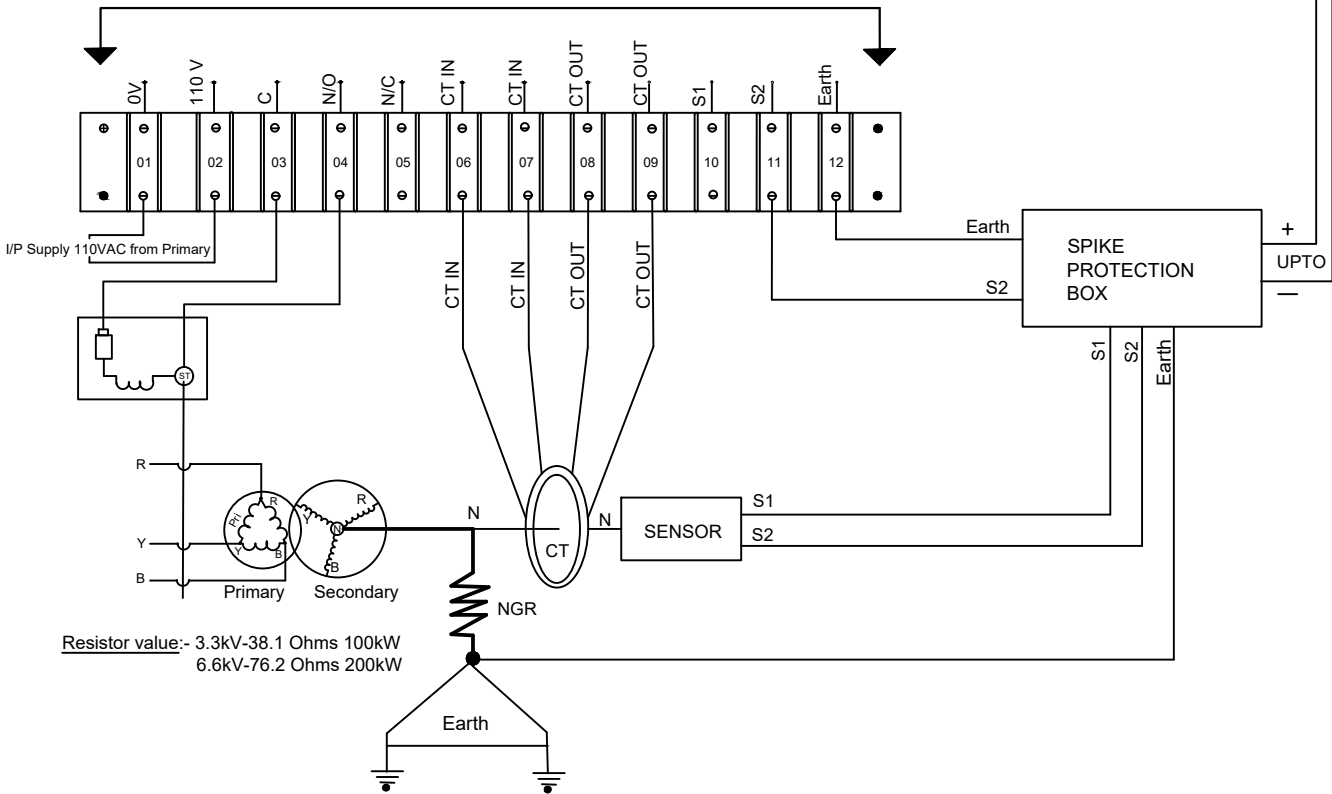 0V
110 V
C
N/O
N/C
CT IN
CT IN
CT OUT
CT OUT
S1
S2
Earth
01
02
03
04
05
06
07
08
09
10
11
12
I/P Supply 110VAC from Primary
CT IN
CT IN
CT OUT
CT OUT
Earth
S2
SPIKE
PROTECTION
BOX
+
UPTO
—
S1
S2
Earth
ST
R
Y
B
Pri
R
Y
B
R
Y
B
N
Primary
Secondary
N
CT
N
SENSOR
S1
S2
NGR
Resistor value:- 3.3kV-38.1 Ohms 100kW
6.6kV-76.2 Ohms 200kW
Earth